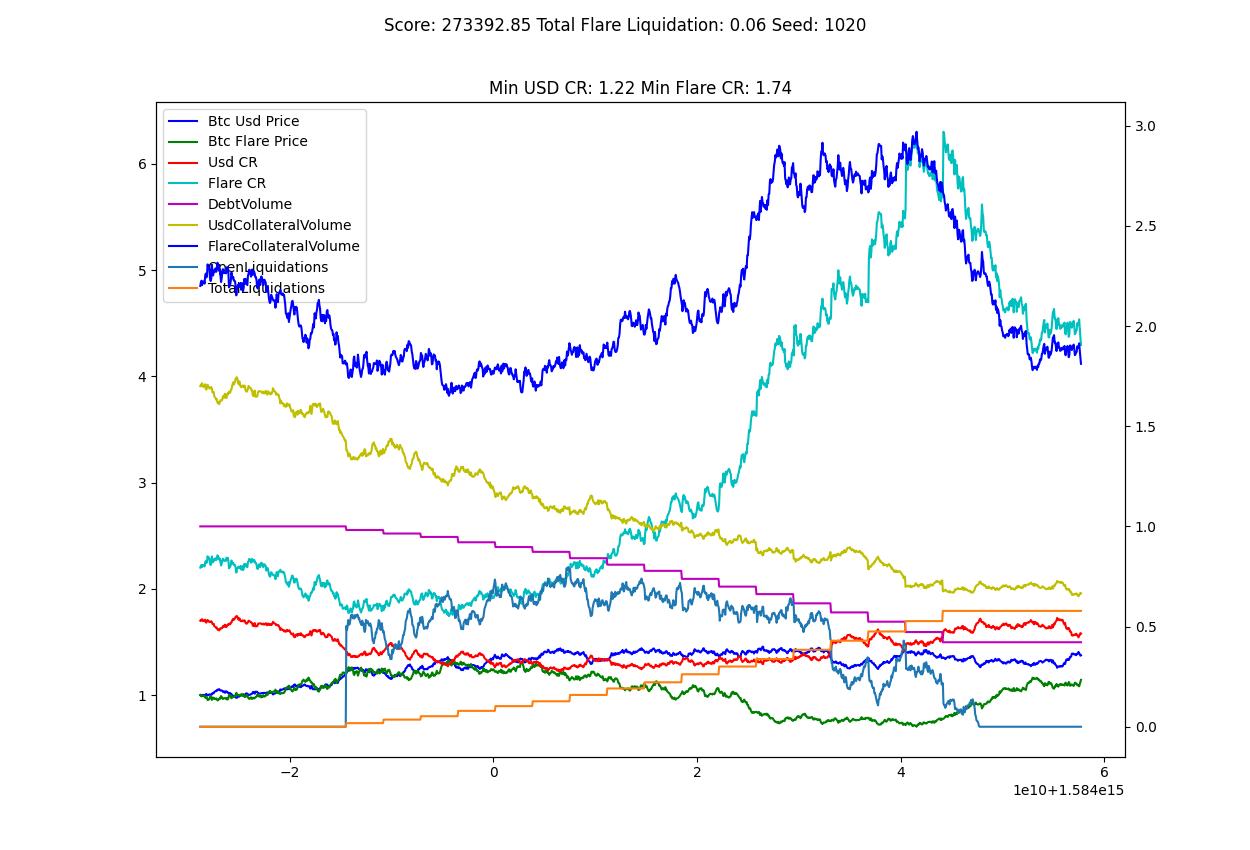 Score: 273392.85 Total Flare Liquidation: 0.06 Seed: 1020
Min USD CR: 1.22 Min Flare CR: 1.74
Btc Usd Price
Btc Flare Price
Usd CR
Flare CR
DebtVolume
UsdCollateralVolume
FlareCollateralVolume
OpenLiquidations
TotalLiquidations
6
5
4
3
2
1
3.0
2.5
2.0
1.5
1.0
0.5
0.0
−2
0
2
4
6
1e10+1.584e15